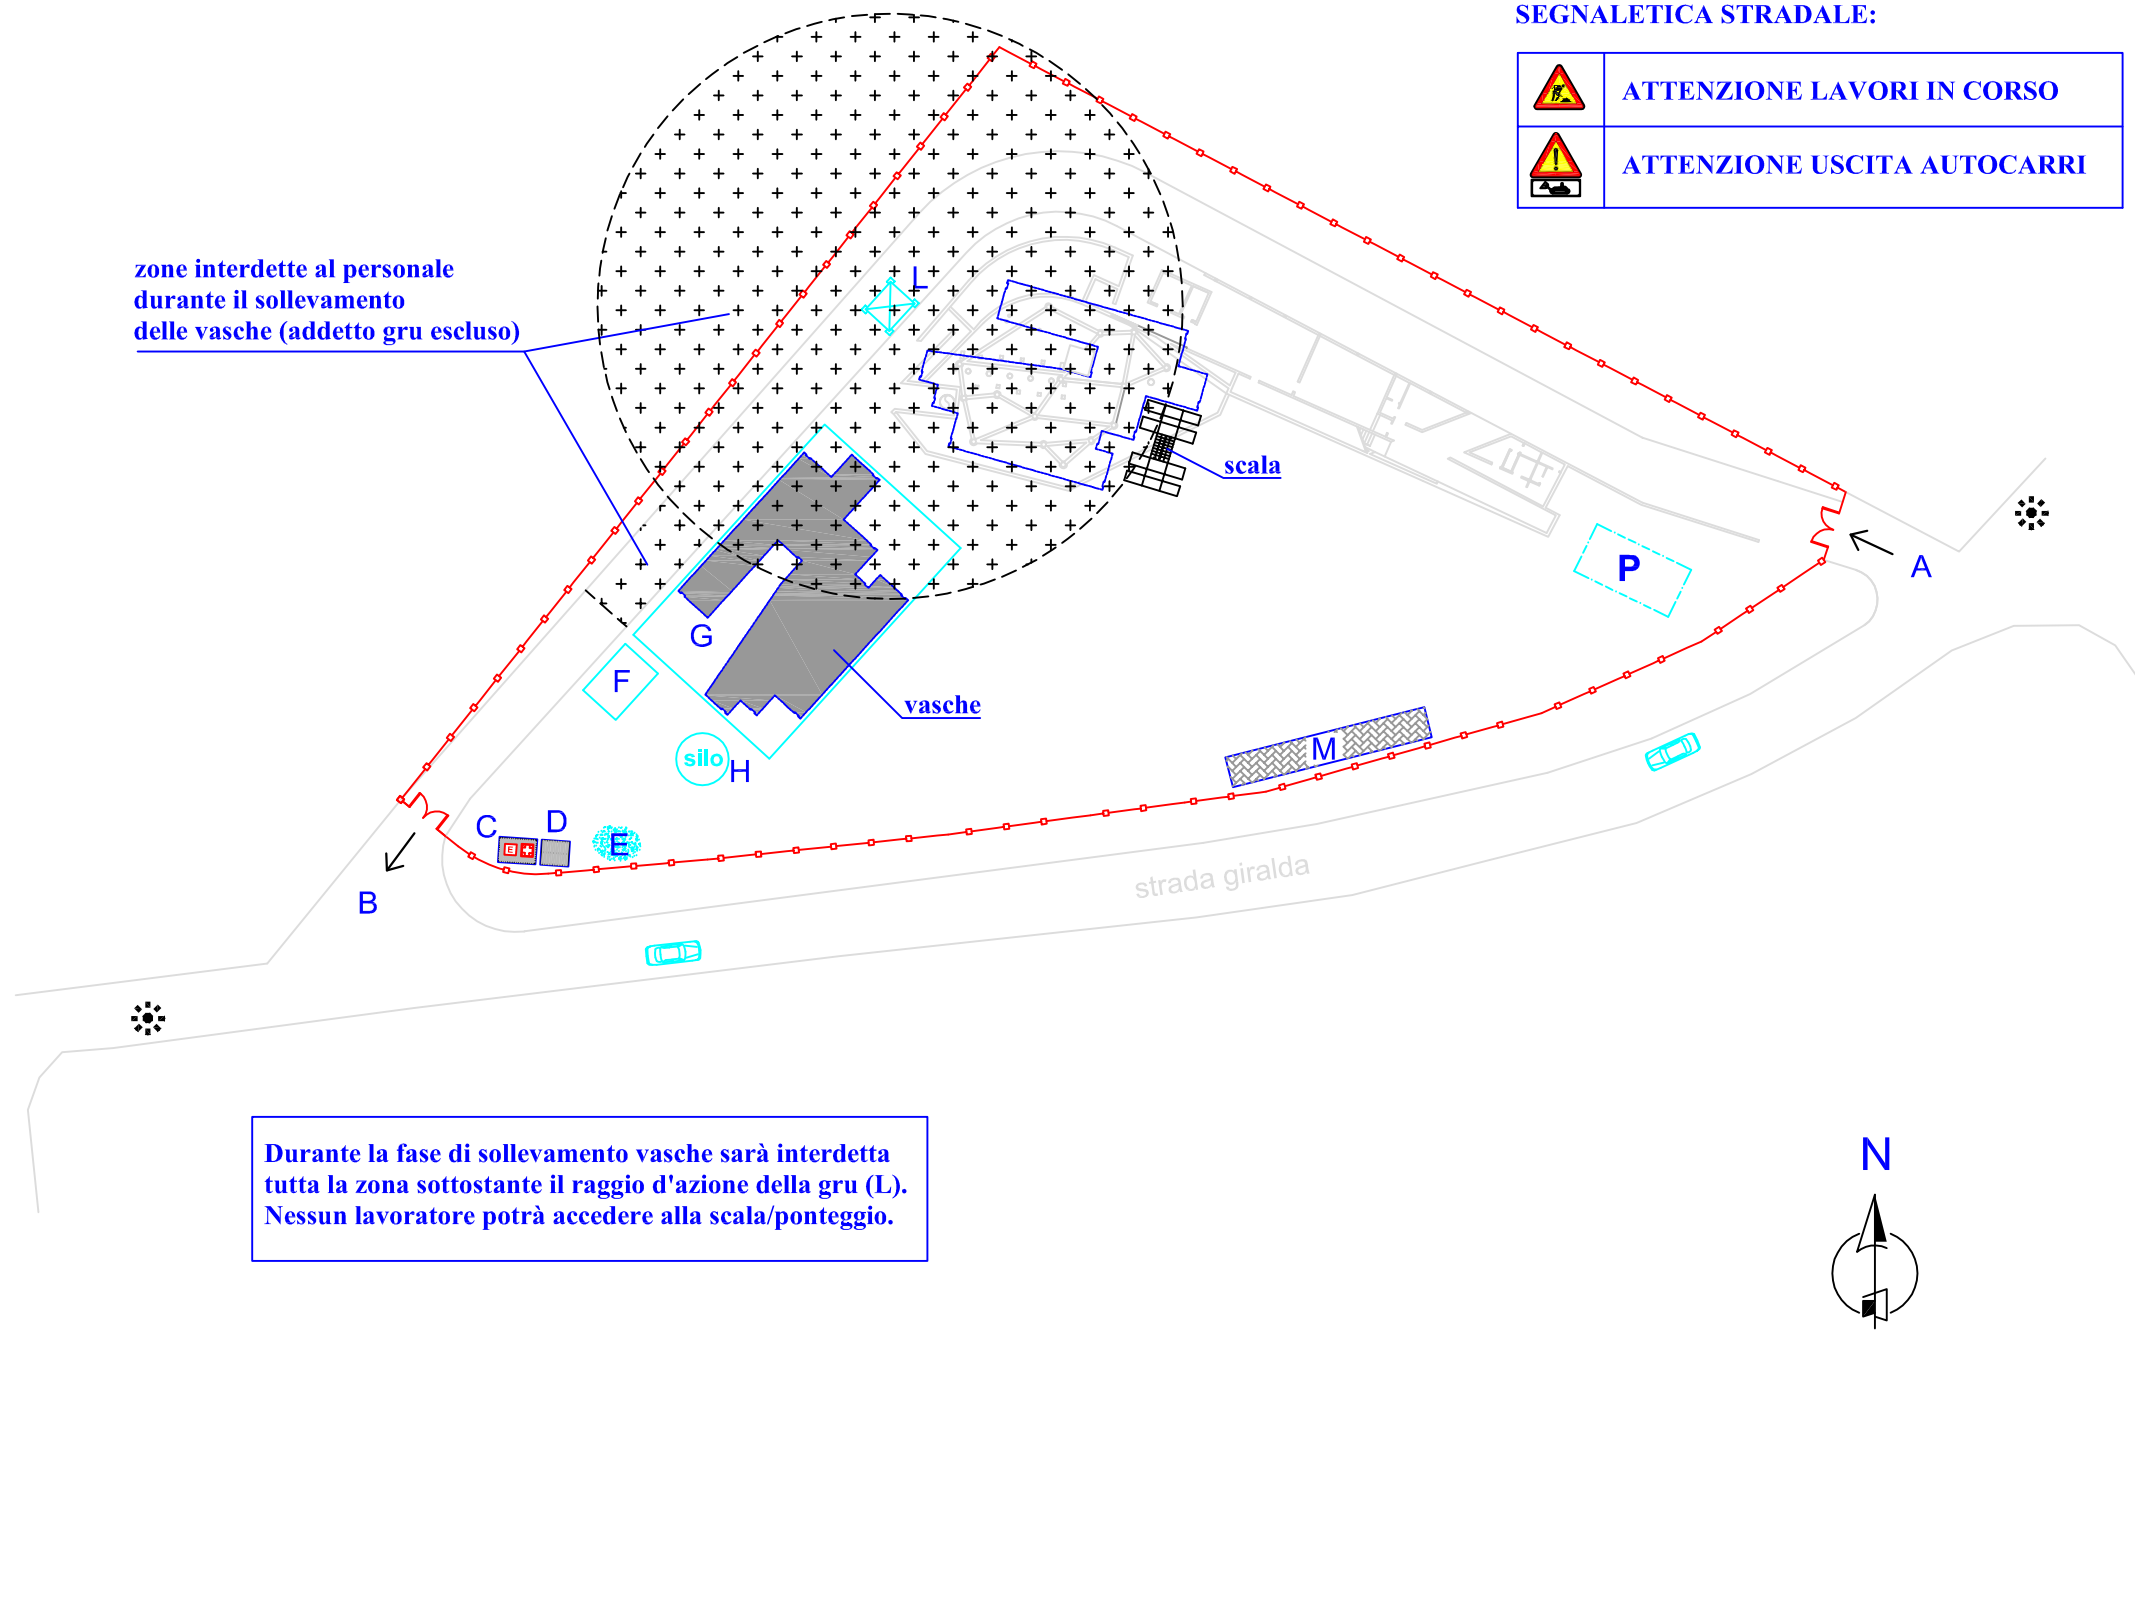 SEGNALETICA STRADALE:
ATTENZIONE LAVORI IN CORSO
ATTENZIONE USCITA AUTOCARRI
zone interdette al personale
durante il sollevamento
delle vasche (addetto gru escluso)
L
scala
P
A
G
F
vasche
silo
H
M
C
D
E
E
B
strada giralda
Durante la fase di sollevamento vasche sarà interdetta
tutta la zona sottostante il raggio d'azione della gru (L).
Nessun lavoratore potrà accedere alla scala/ponteggio.
N